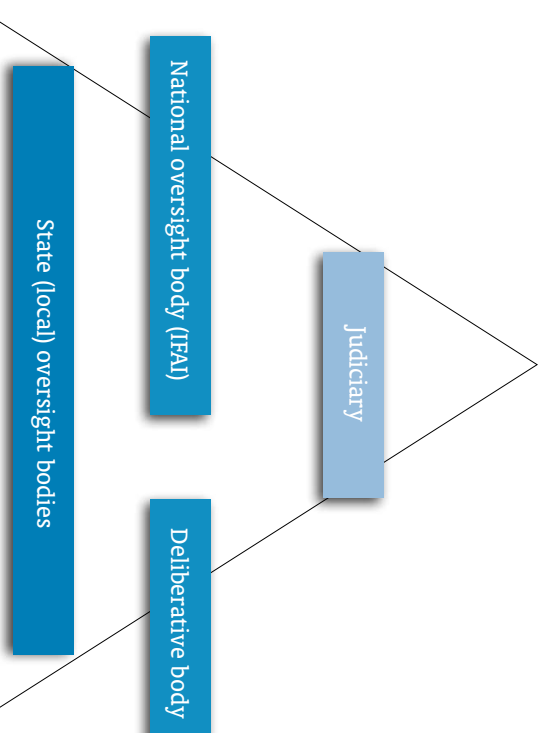 Judiciary
National oversight body (IFAI)
Deliberative body
State (local) oversight bodies